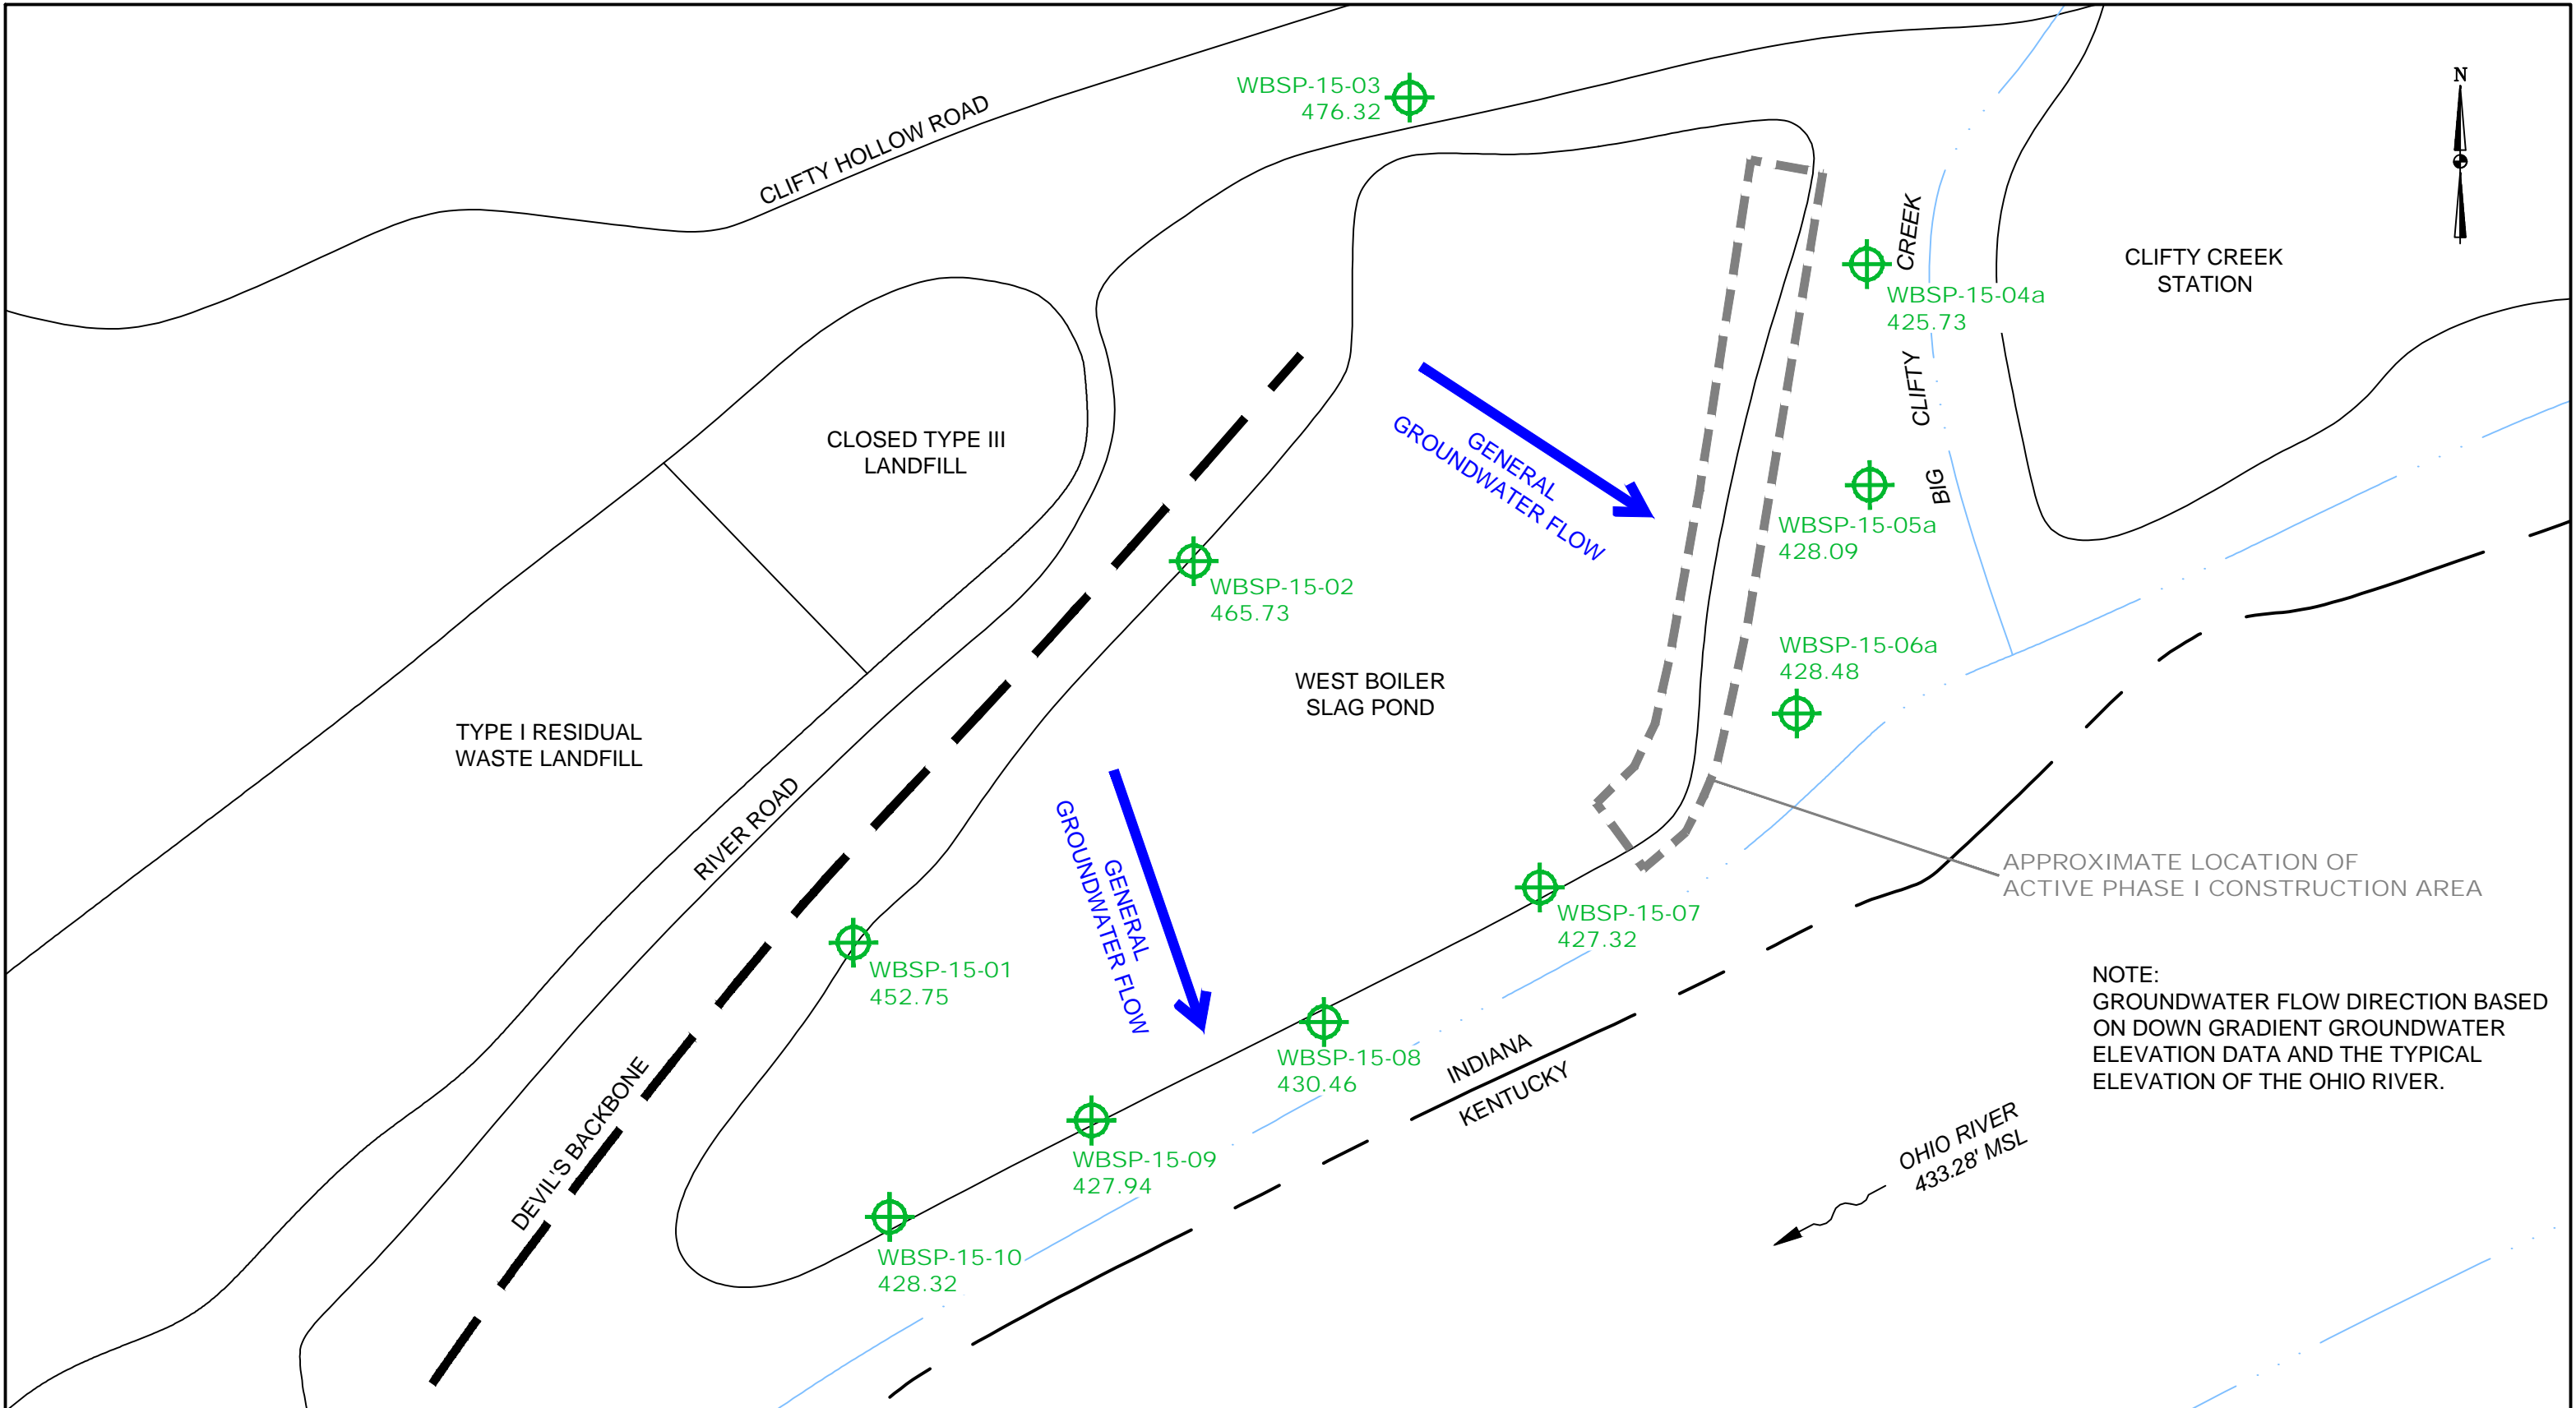 CLIFTY HOLLOW ROAD
WBSP-15-03
476.32
N
CREEK
CLIFTY
BIG
WBSP-15-04a
425.73
CLIFTY CREEK
STATION
CLOSED TYPE III
LANDFILL
GENERAL
GROUNDWATER FLOW
WBSP-15-05a
428.09
WBSP-15-02
465.73
WBSP-15-06a
428.48
WEST BOILER
SLAG POND
TYPE I RESIDUAL
WASTE LANDFILL
RIVER ROAD
GENERAL
GROUNDWATER FLOW
APPROXIMATE LOCATION OF
ACTIVE PHASE I CONSTRUCTION AREA
WBSP-15-07
427.32
WBSP-15-01
452.75
NOTE:
GROUNDWATER FLOW DIRECTION BASED
ON DOWN GRADIENT GROUNDWATER
ELEVATION DATA AND THE TYPICAL
ELEVATION OF THE OHIO RIVER.
WBSP-15-08
430.46
INDIANA
KENTUCKY
DEVIL'S BACKBONE
WBSP-15-09
427.94
OHIO RIVER
433.28' MSL
WBSP-15-10
428.32